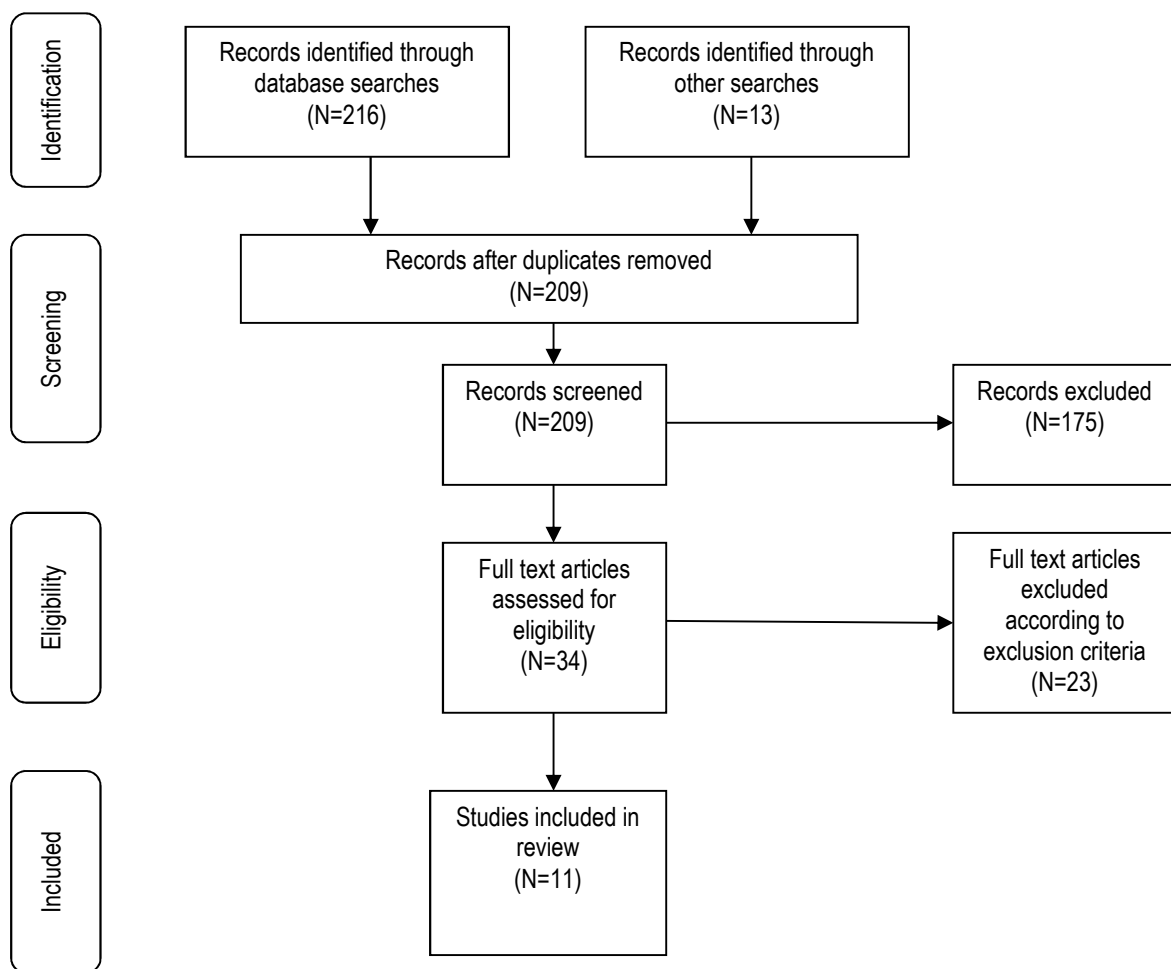 Identification
Records identified through
database searches
(N=216)
Records identified through
other searches
(N=13)
Screening
Records after duplicates removed
(N=209)
Records screened
(N=209)
Records excluded
(N=175)
Eligibility
Full text articles
assessed for
eligibility
(N=34)
Full text articles
excluded
according to
exclusion criteria
(N=23)
Included
Studies included in
review
(N=11)